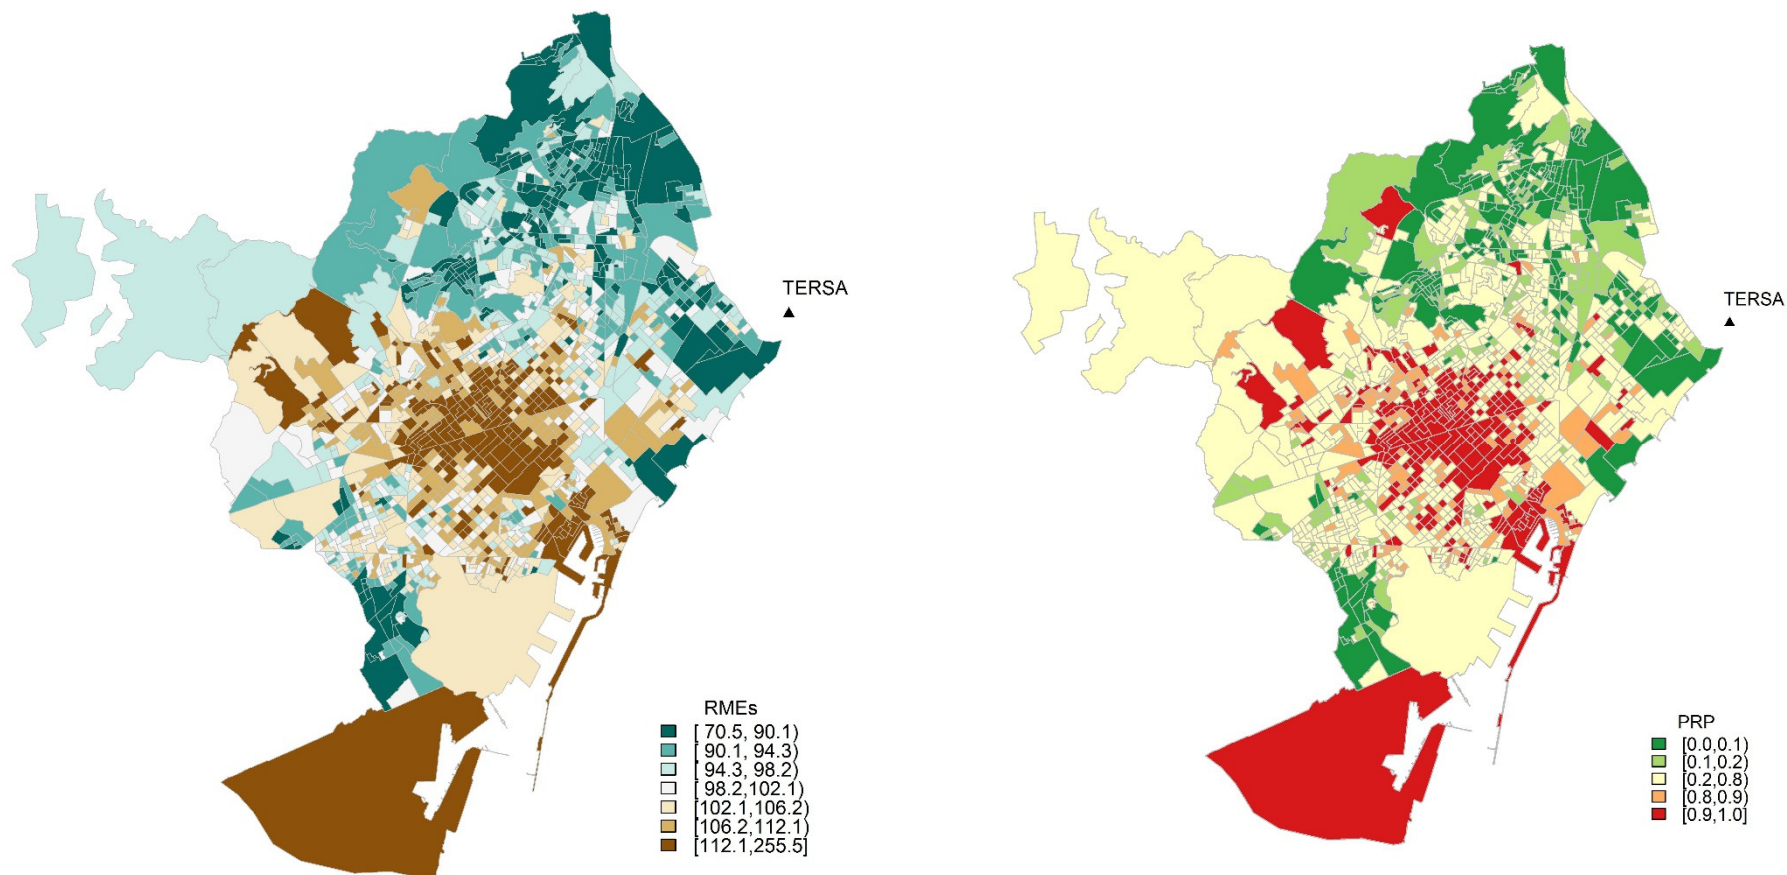 TERSA
RMEs
[ 70.5, 90.1)
[ 90.1, 94.3)
[ 94.3, 98.2)
[ 98.2,102.1)
[102.1,106.2)
[106.2,112.1)
[112.1,255.5]
TERSA
PRP
[0.0,0.1)
[0.1,0.2)
[0.2,0.8)
[0.8,0.9)
[0.9,1.0]